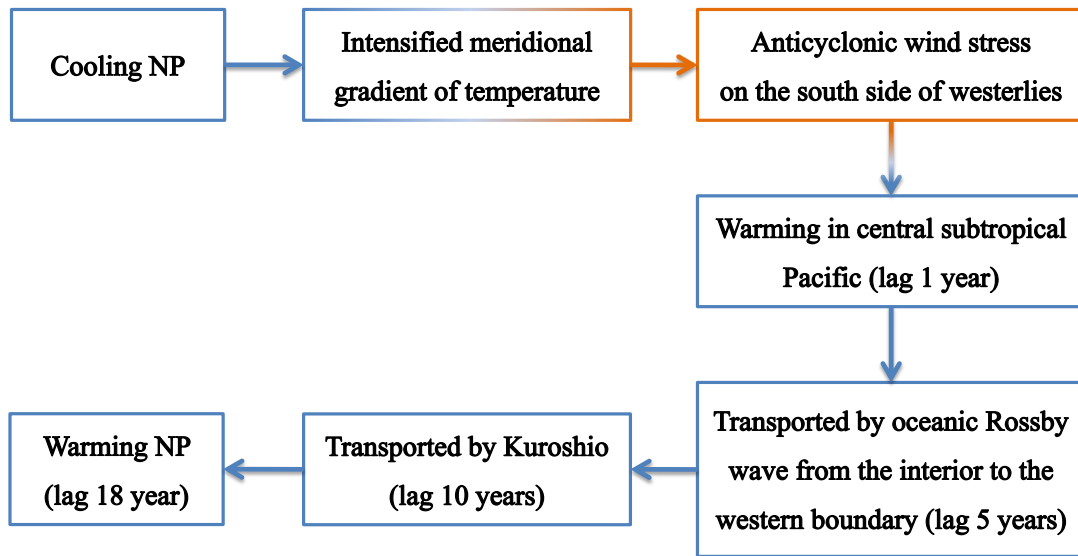 Cooling NP
Intensified meridional
gradient of temperature
Anticyclonic wind stress
on the south side of westerlies
Warming in central subtropical
Pacific (lag 1 year)
Transported by oceanic Rossby
wave from the interior to the
western boundary (lag 5 years)
Transported by Kuroshio
(lag 10 years)
Warming NP
(lag 18 year)